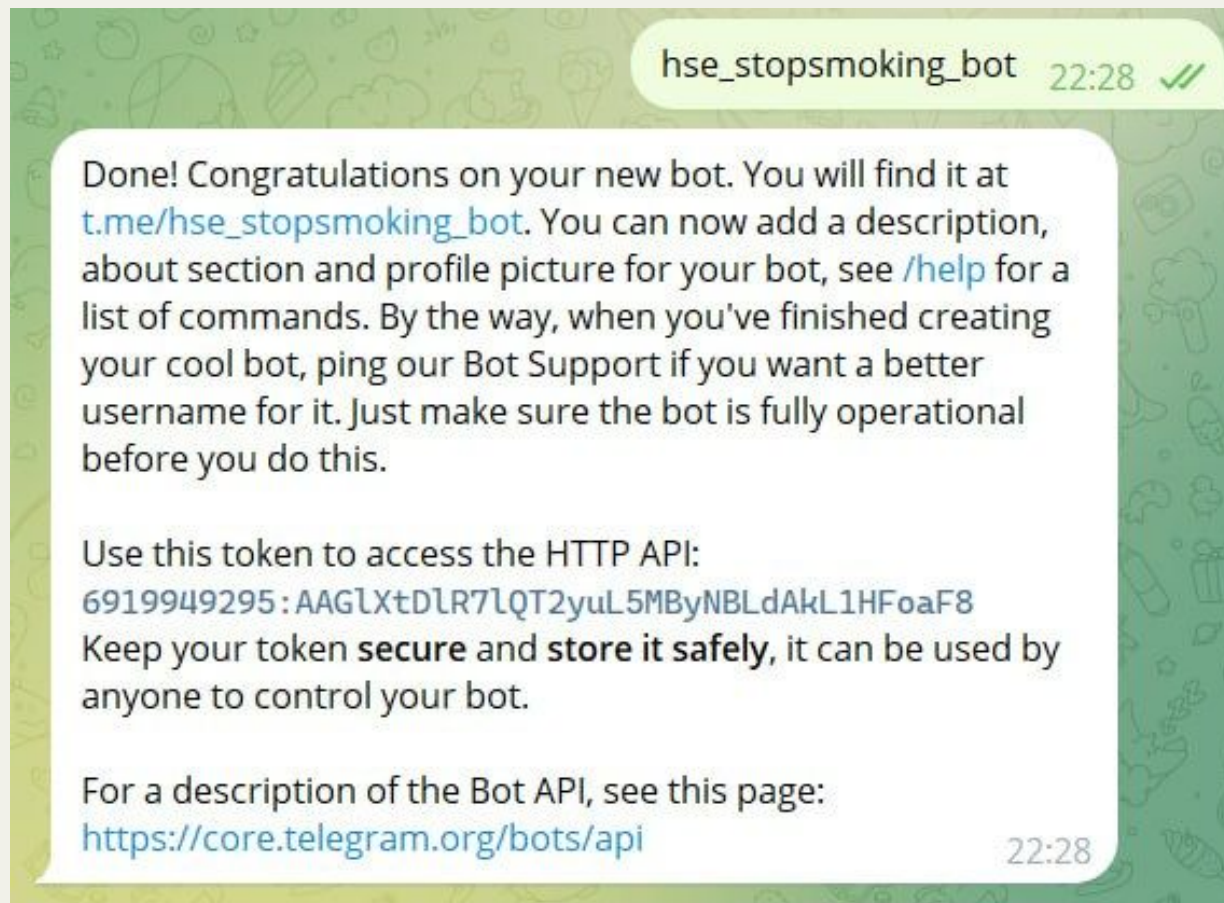 hse_stopsmoking_bot 22:28
Done! Congratulations on your new bot. You will find it at
t.me/hse_stopsmoking_bot. You can now add a description,
about section and profile picture for your bot, see /help for a
list of commands. By the way, when you've finished creating
your cool bot, ping our Bot Support if you want a better
username for it. Just make sure the bot is fully operational
before you do this.
Use this token to access the HTTP API:
6919949295:AAGlXtDlR7lQT2yuL5MByNBLdAkL1HFoaF8
Keep your token secure and store it safely, it can be used by
anyone to control your bot.
For a description of the Bot API, see this page:
https://core.telegram.org/bots/api 22:28